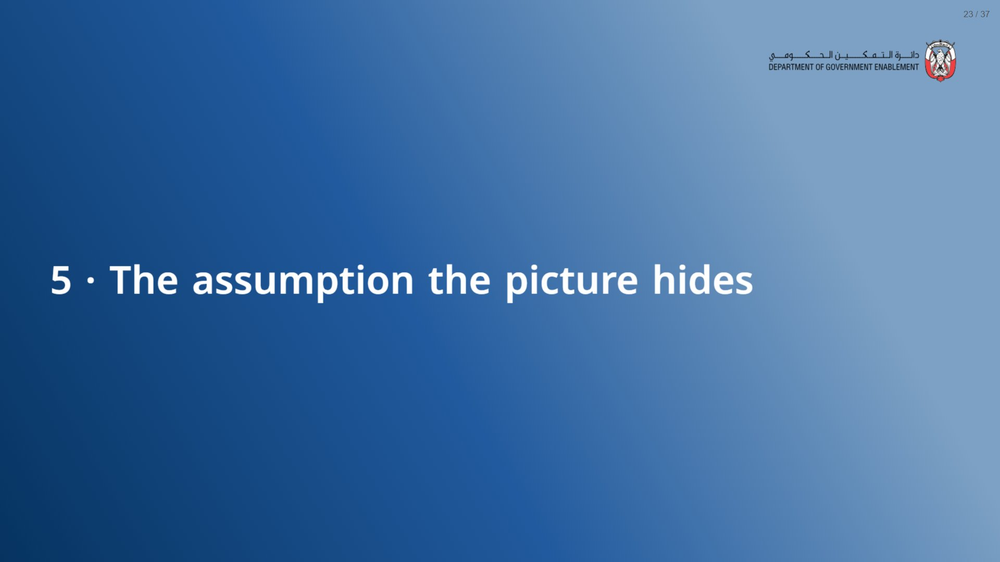 23 / 37
دائرة التمكين الحكومي
DEPARTMENT OF GOVERNMENT ENABLEMENT
5 · The assumption the picture hides